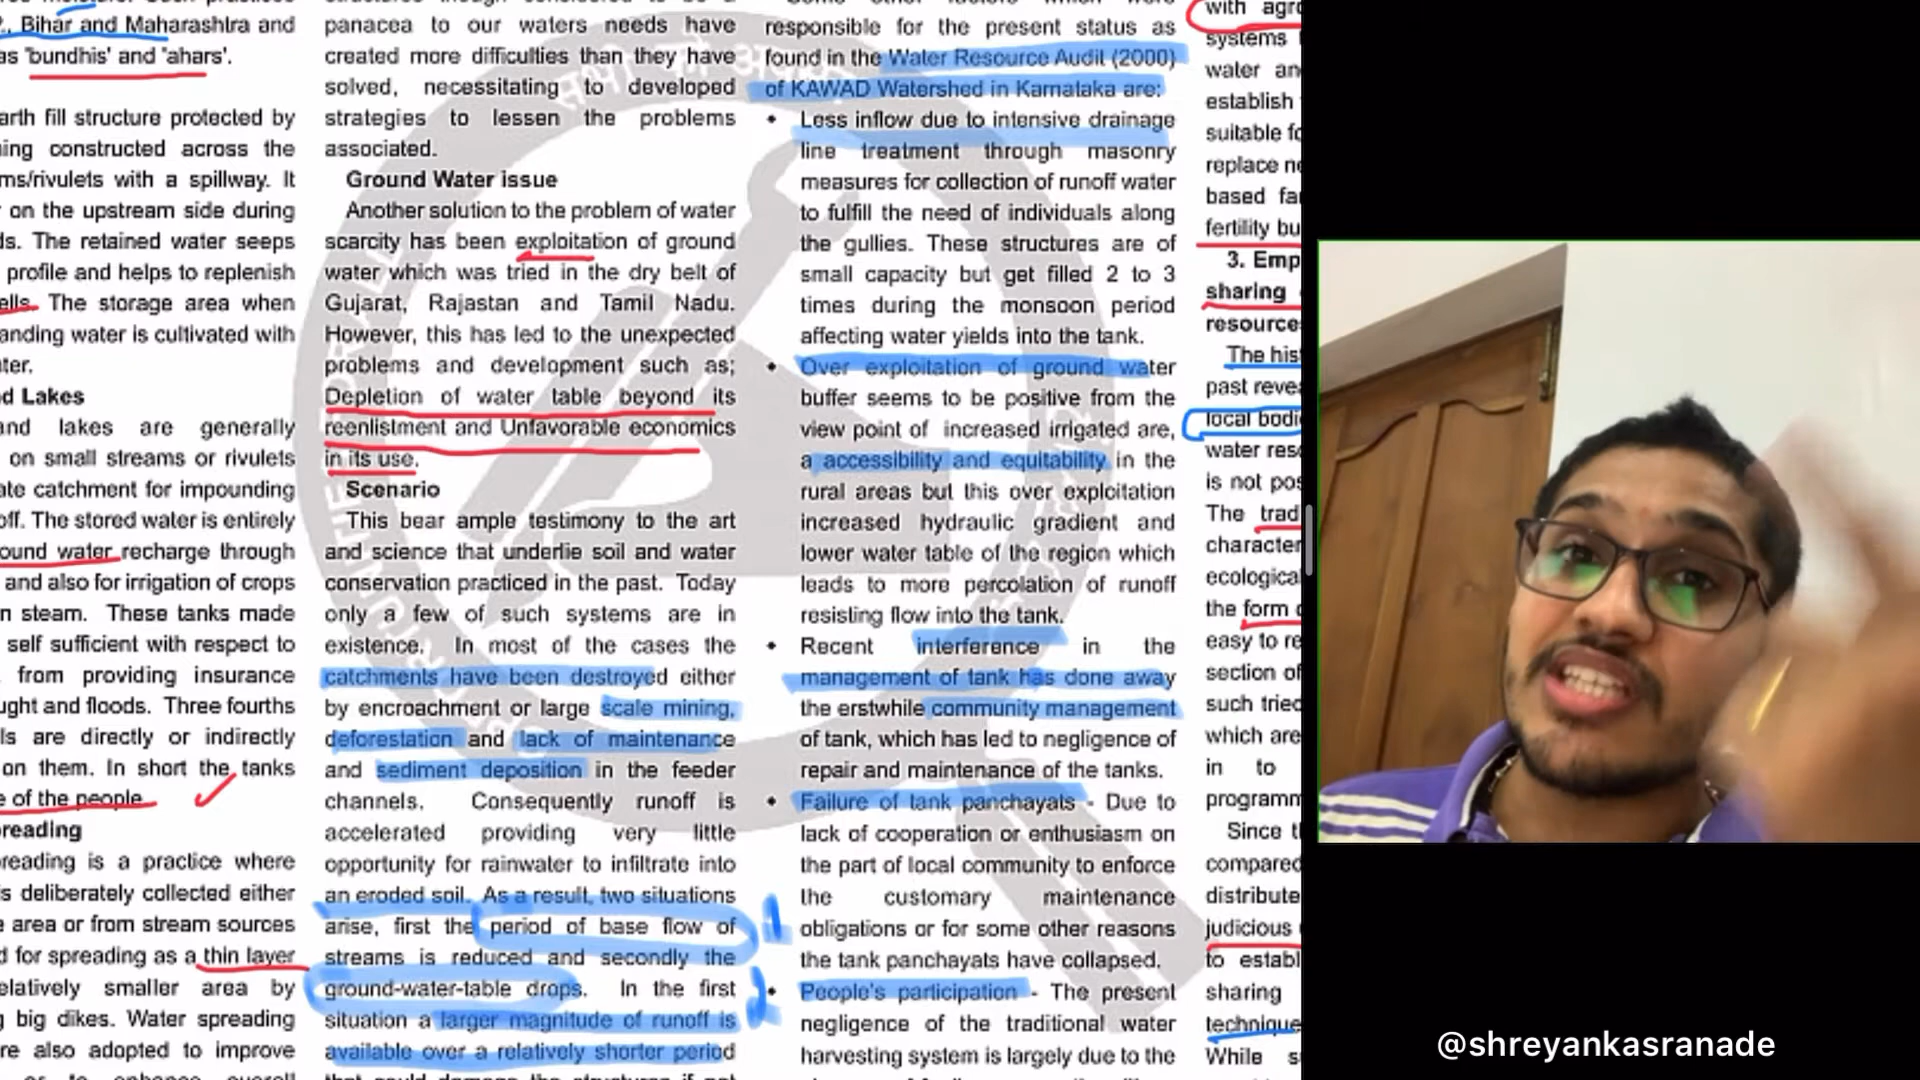 ., Bihar and Maharashtra and
as 'bundhis' and 'ahars'.
arth fill structure protected by
ing constructed across the
ms/rivulets with a spillway. It
on the upstream side during
ds. The retained water seeps
profile and helps to replenish
ells. The storage area when
anding water is cultivated with
ter.
d Lakes
and lakes are generally
on small streams or rivulets
ate catchment for impounding
off. The stored water is entirely
ound water recharge through
and also for irrigation of crops
n steam. These tanks made
self sufficient with respect to
from providing insurance
ught and floods. Three fourths
ls are directly or indirectly
on them. In short the tanks
e of the people.
reading
reading is a practice where
is deliberately collected either
e area or from stream sources
d for spreading as a thin layer
elatively smaller area by
g big dikes. Water spreading
re also adopted to improve
panacea to our waters needs have
created more difficulties than they have
solved, necessitating to developed
strategies to lessen the problems
associated.
Ground Water issue
Another solution to the problem of water
scarcity has been exploitation of ground
water which was tried in the dry belt of
Gujarat, Rajastan and Tamil Nadu.
However, this has led to the unexpected
problems and development such as;
Depletion of water table beyond its
reenlistment and Unfavorable economics
in its use.
Scenario
This bear ample testimony to the art
and science that underlie soil and water
conservation practiced in the past. Today
only a few of such systems are in
existence. In most of the cases the
catchments have been destroyed either
by encroachment or large scale mining,
deforestation and lack of maintenance
and sediment deposition in the feeder
channels. Consequently runoff is
accelerated providing very little
opportunity for rainwater to infiltrate into
an eroded soil. As a result, two situations
arise, first the period of base flow of
streams is reduced and secondly the
ground-water-table drops. In the first
situation a larger magnitude of runoff is
available over a relatively shorter period
responsible for the present status as
found in the Water Resource Audit (2000)
of KAWAD Watershed in Karnataka are:
• Less inflow due to intensive drainage
line treatment through masonry
measures for collection of runoff water
to fulfill the need of individuals along
the gullies. These structures are of
small capacity but get filled 2 to 3
times during the monsoon period
affecting water yields into the tank.
• Over exploitation of ground water
buffer seems to be positive from the
view point of increased irrigated are,
a accessibility and equitability in the
rural areas but this over exploitation
increased hydraulic gradient and
lower water table of the region which
leads to more percolation of runoff
resisting flow into the tank.
• Recent interference in the
management of tank has done away
the erstwhile community management
of tank, which has led to negligence of
repair and maintenance of the tanks.
• Failure of tank panchayats - Due to
lack of cooperation or enthusiasm on
the part of local community to enforce
the customary maintenance
obligations or for some other reasons
the tank panchayats have collapsed.
• People's participation - The present
negligence of the traditional water
harvesting system is largely due to the
with agro
systems
water an
establish
suitable fo
replace ne
based fa
fertility bu
3. Emp
sharing
resource
The hist
past revea
local bodi
water res
is not pos
The trad
character
ecological
the form o
easy to re
section of
such tried
which are
in to
programm
Since th
compared
distribute
judicious
to establ
sharing
technique
While s
@shreyankasranade